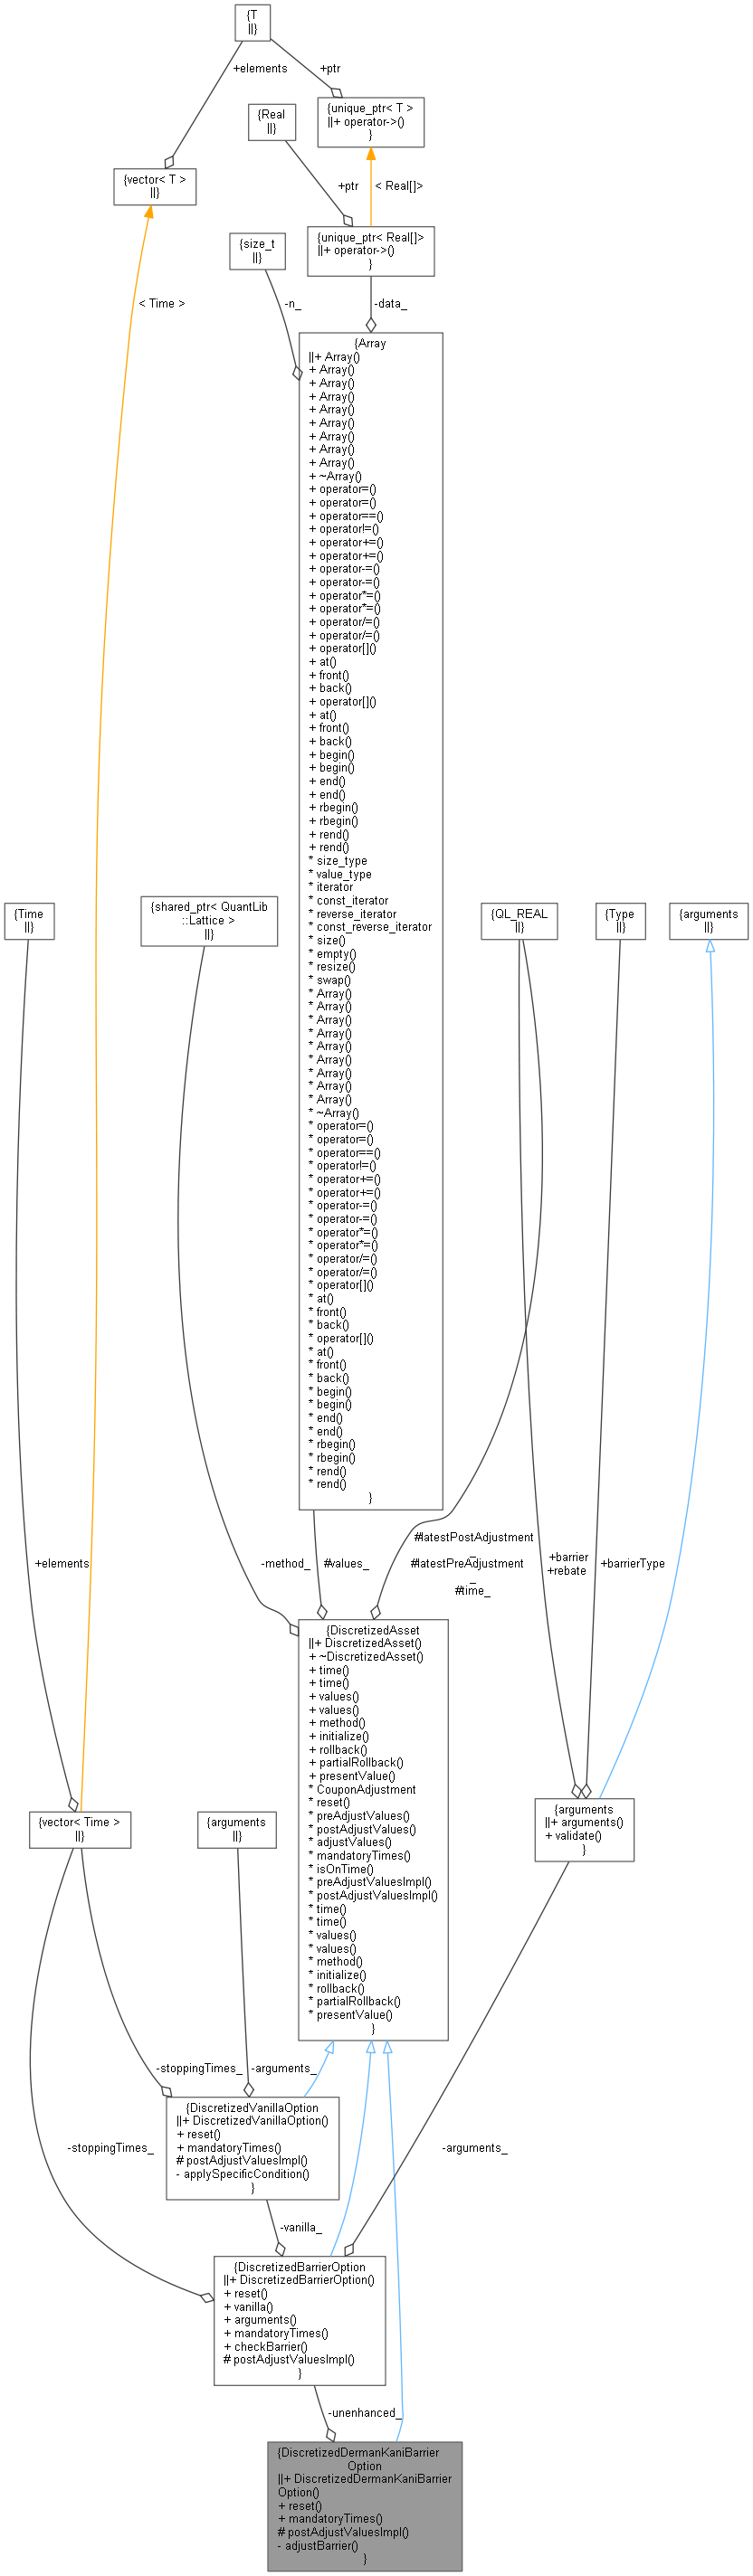 {T
||}
+elements
+ptr
{unique_ptr< T >
||+ operator->()
}
{Real
||}
{vector< T >
||}
+ptr
< Real[]>
{unique_ptr< Real[]>
||+ operator->()
}
{size_t
||}
< Time >
-n_
-data_
{Array
||+ Array()
+ Array()
+ Array()
+ Array()
+ Array()
+ Array()
+ Array()
+ Array()
+ Array()
+ ~Array()
+ operator=()
+ operator=()
+ operator==()
+ operator!=()
+ operator+=()
+ operator+=()
+ operator-=()
+ operator-=()
+ operator*=()
+ operator*=()
+ operator/=()
+ operator/=()
+ operator[]()
+ at()
+ front()
+ back()
+ operator[]()
+ at()
+ front()
+ back()
+ begin()
+ begin()
+ end()
+ end()
+ rbegin()
+ rbegin()
+ rend()
+ rend()
* size_type
* value_type
* iterator
* const_iterator
* reverse_iterator
* const_reverse_iterator
* size()
* empty()
* resize()
* swap()
* Array()
* Array()
* Array()
* Array()
* Array()
* Array()
* Array()
* Array()
* Array()
* ~Array()
* operator=()
* operator=()
* operator==()
* operator!=()
* operator+=()
* operator+=()
* operator-=()
* operator-=()
* operator*=()
* operator*=()
* operator/=()
* operator/=()
* operator[]()
* at()
* front()
* back()
* operator[]()
* at()
* front()
* back()
* begin()
* begin()
* end()
* end()
* rbegin()
* rbegin()
* rend()
* rend()
}
{Time
||}
{shared_ptr< QuantLib
::Lattice >
||}
{QL_REAL
||}
{Type
||}
{arguments
||}
+elements
-method_
#values_
#latestPostAdjustment
_
#latestPreAdjustment
_
#time_
+barrier
+rebate
+barrierType
{DiscretizedAsset
||+ DiscretizedAsset()
+ ~DiscretizedAsset()
+ time()
+ time()
+ values()
+ values()
+ method()
+ initialize()
+ rollback()
+ partialRollback()
+ presentValue()
* CouponAdjustment
* reset()
* preAdjustValues()
* postAdjustValues()
* adjustValues()
* mandatoryTimes()
* isOnTime()
* preAdjustValuesImpl()
* postAdjustValuesImpl()
* time()
* time()
* values()
* values()
* method()
* initialize()
* rollback()
* partialRollback()
* presentValue()
}
{vector< Time >
||}
{arguments
||}
{arguments
||+ arguments()
+ validate()
}
-stoppingTimes_
-arguments_
{DiscretizedVanillaOption
||+ DiscretizedVanillaOption()
+ reset()
+ mandatoryTimes()
# postAdjustValuesImpl()
- applySpecificCondition()
}
-stoppingTimes_
-arguments_
-vanilla_
{DiscretizedBarrierOption
||+ DiscretizedBarrierOption()
+ reset()
+ vanilla()
+ arguments()
+ mandatoryTimes()
+ checkBarrier()
# postAdjustValuesImpl()
}
-unenhanced_
{DiscretizedDermanKaniBarrier
Option
||+ DiscretizedDermanKaniBarrier
Option()
+ reset()
+ mandatoryTimes()
# postAdjustValuesImpl()
- adjustBarrier()
}